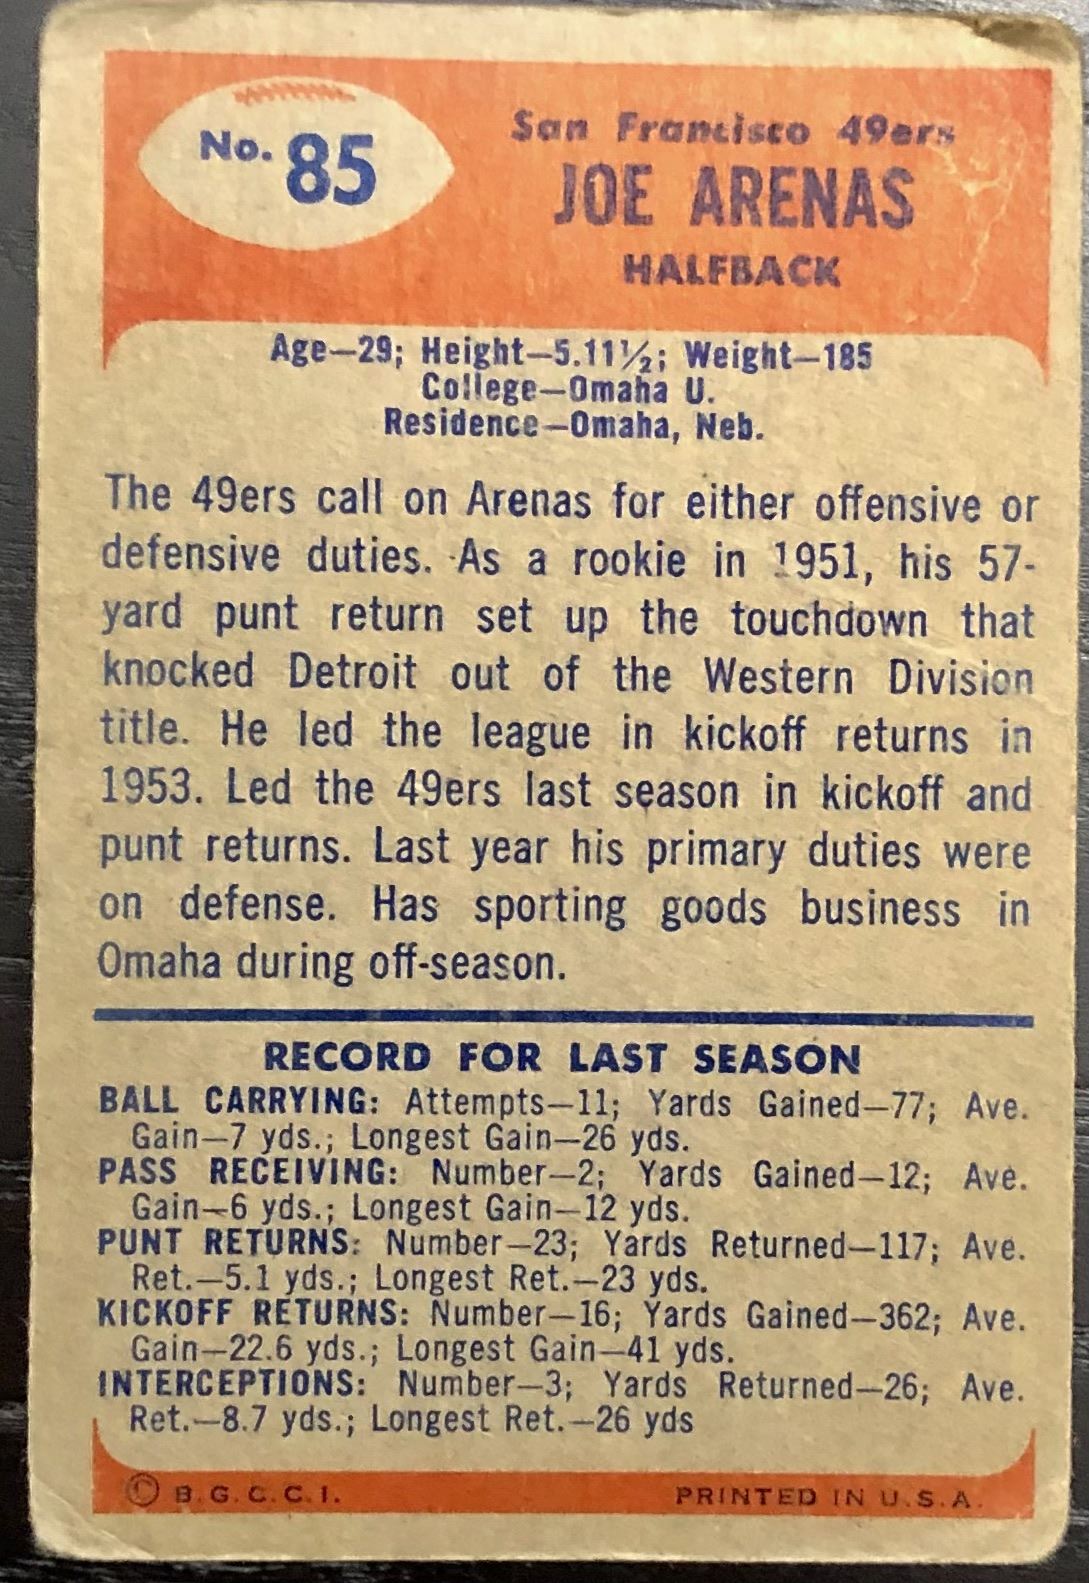 No. 85
San Francisco 49ers
JOE ARENAS
HALFBACK
Age—29; Height—5.11½; Weight—185
College—Omaha U.
Residence—Omaha, Neb.
The 49ers call on Arenas for either offensive or
defensive duties. As a rookie in 1951, his 57-
yard punt return set up the touchdown that
knocked Detroit out of the Western Division
title. He led the league in kickoff returns in
1953. Led the 49ers last season in kickoff and
punt returns. Last year his primary duties were
on defense. Has sporting goods business in
Omaha during off-season.
RECORD FOR LAST SEASON
BALL CARRYING: Attempts—11; Yards Gained—77; Ave.
Gain—7 yds.; Longest Gain—26 yds.
PASS RECEIVING: Number—2; Yards Gained—12; Ave.
Gain—6 yds.; Longest Gain—12 yds.
PUNT RETURNS: Number—23; Yards Returned—117; Ave.
Ret.—5.1 yds.; Longest Ret.—23 yds.
KICKOFF RETURNS: Number—16; Yards Gained—362; Ave.
Gain—22.6 yds.; Longest Gain—41 yds.
INTERCEPTIONS: Number—3; Yards Returned—26; Ave.
Ret.—8.7 yds.; Longest Ret.—26 yds
© B.G.C.C.I. PRINTED IN U.S.A.